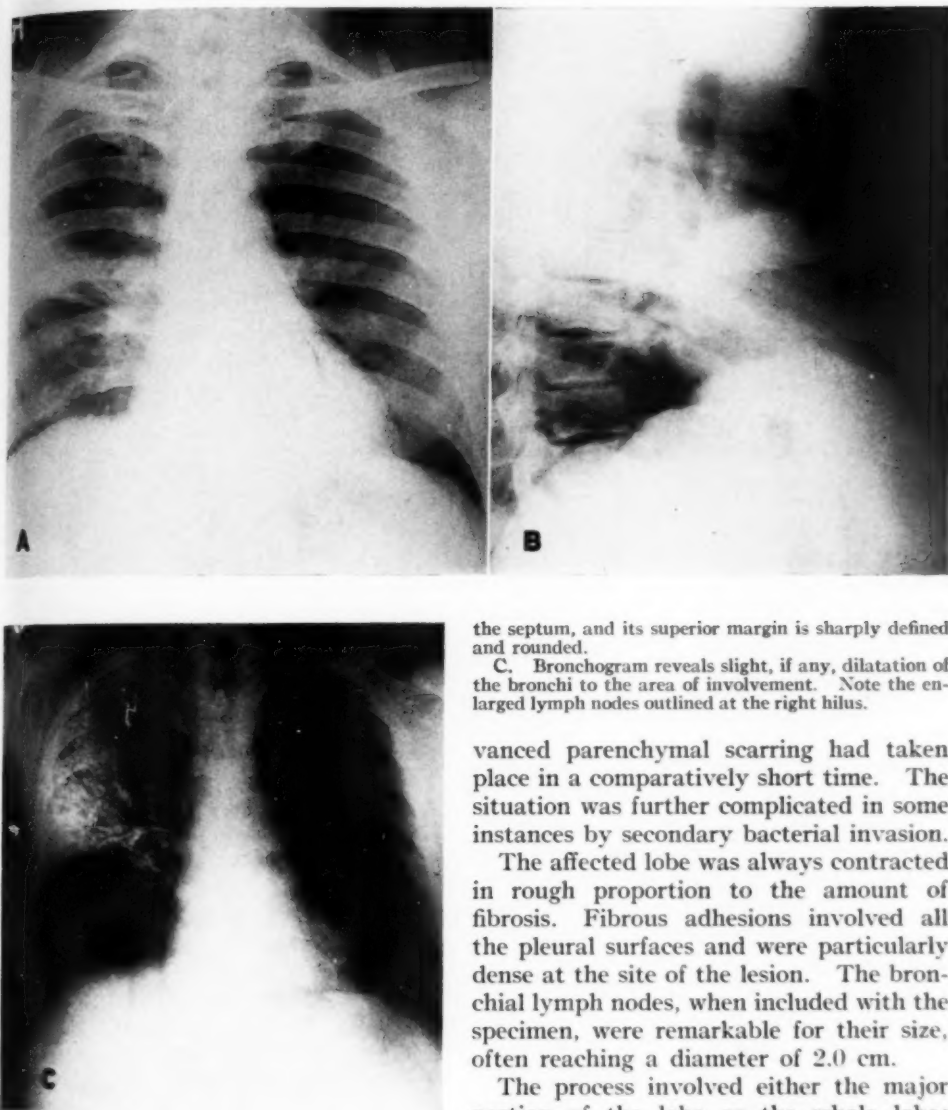 A
B
the septum, and its superior margin is sharply defined
and rounded.
C. Bronchogram reveals slight, if any, dilatation of
the bronchi to the area of involvement. Note the en-
larged lymph nodes outlined at the right hilus.
C
vanced parenchymal scarring had taken
place in a comparatively short time. The
situation was further complicated in some
instances by secondary bacterial invasion.
The affected lobe was always contracted
in rough proportion to the amount of
fibrosis. Fibrous adhesions involved all
the pleural surfaces and were particularly
dense at the site of the lesion. The bron-
chial lymph nodes, when included with the
specimen, were remarkable for their size,
often reaching a diameter of 2.0 cm.
The process involved either the major